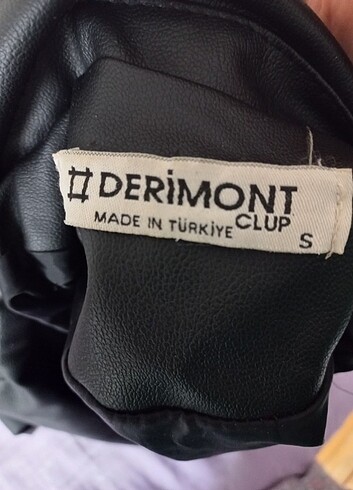 DERİMONT
MADE IN TÜRKİYE CLUP
S